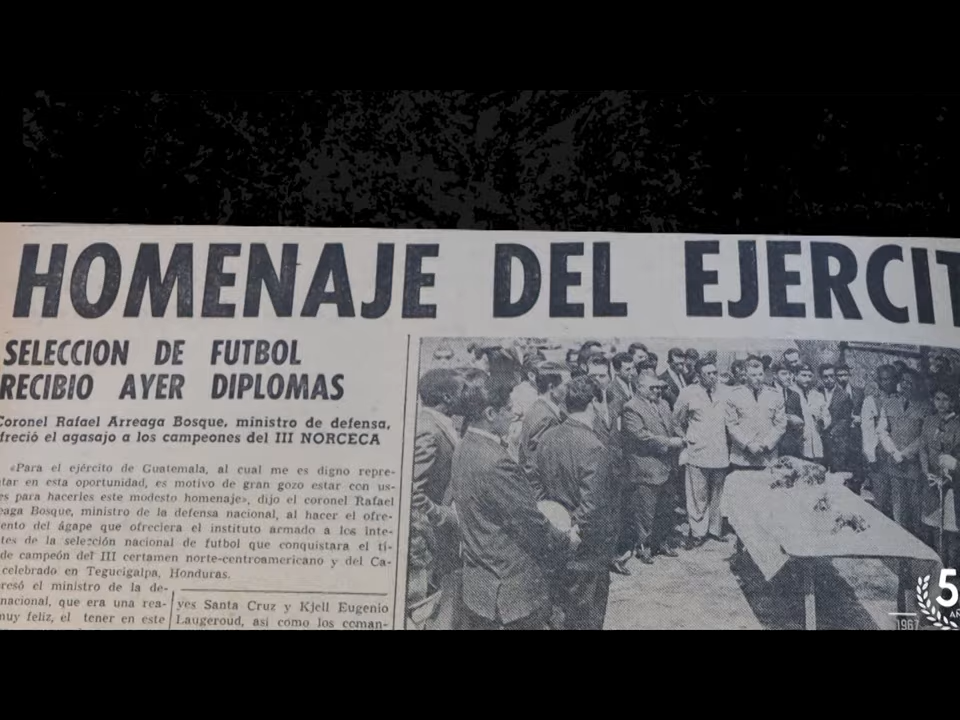 HOMENAJE DEL EJERCIT
SELECCION DE FUTBOL
RECIBIO AYER DIPLOMAS
Coronel Rafael Arreaga Bosque, ministro de defensa,
freció el agasajo a los campeones del III NORCECA
«Para el ejército de Guatemala, al cual me es digno repre-
tar en esta oportunidad, es motivo de gran gozo estar con us-
es para hacerles este modesto homenaje», dijo el coronel Rafael
eaga Bosque, ministro de la defensa nacional, al hacer el ofre-
ento del ágape que ofreciera el instituto armado a los inte-
tes de la selección nacional de futbol que conquistara el tí-
de campeón del III certamen norte-centroamericano y del Ca-
celebrado en Tegucigalpa, Honduras.
resó el ministro de la de-
nacional, que era una rea-
muy feliz, el tener en este
yes Santa Cruz y Kjell Eugenio
Laugeroud, así como los coman-
1967
5
AÑ